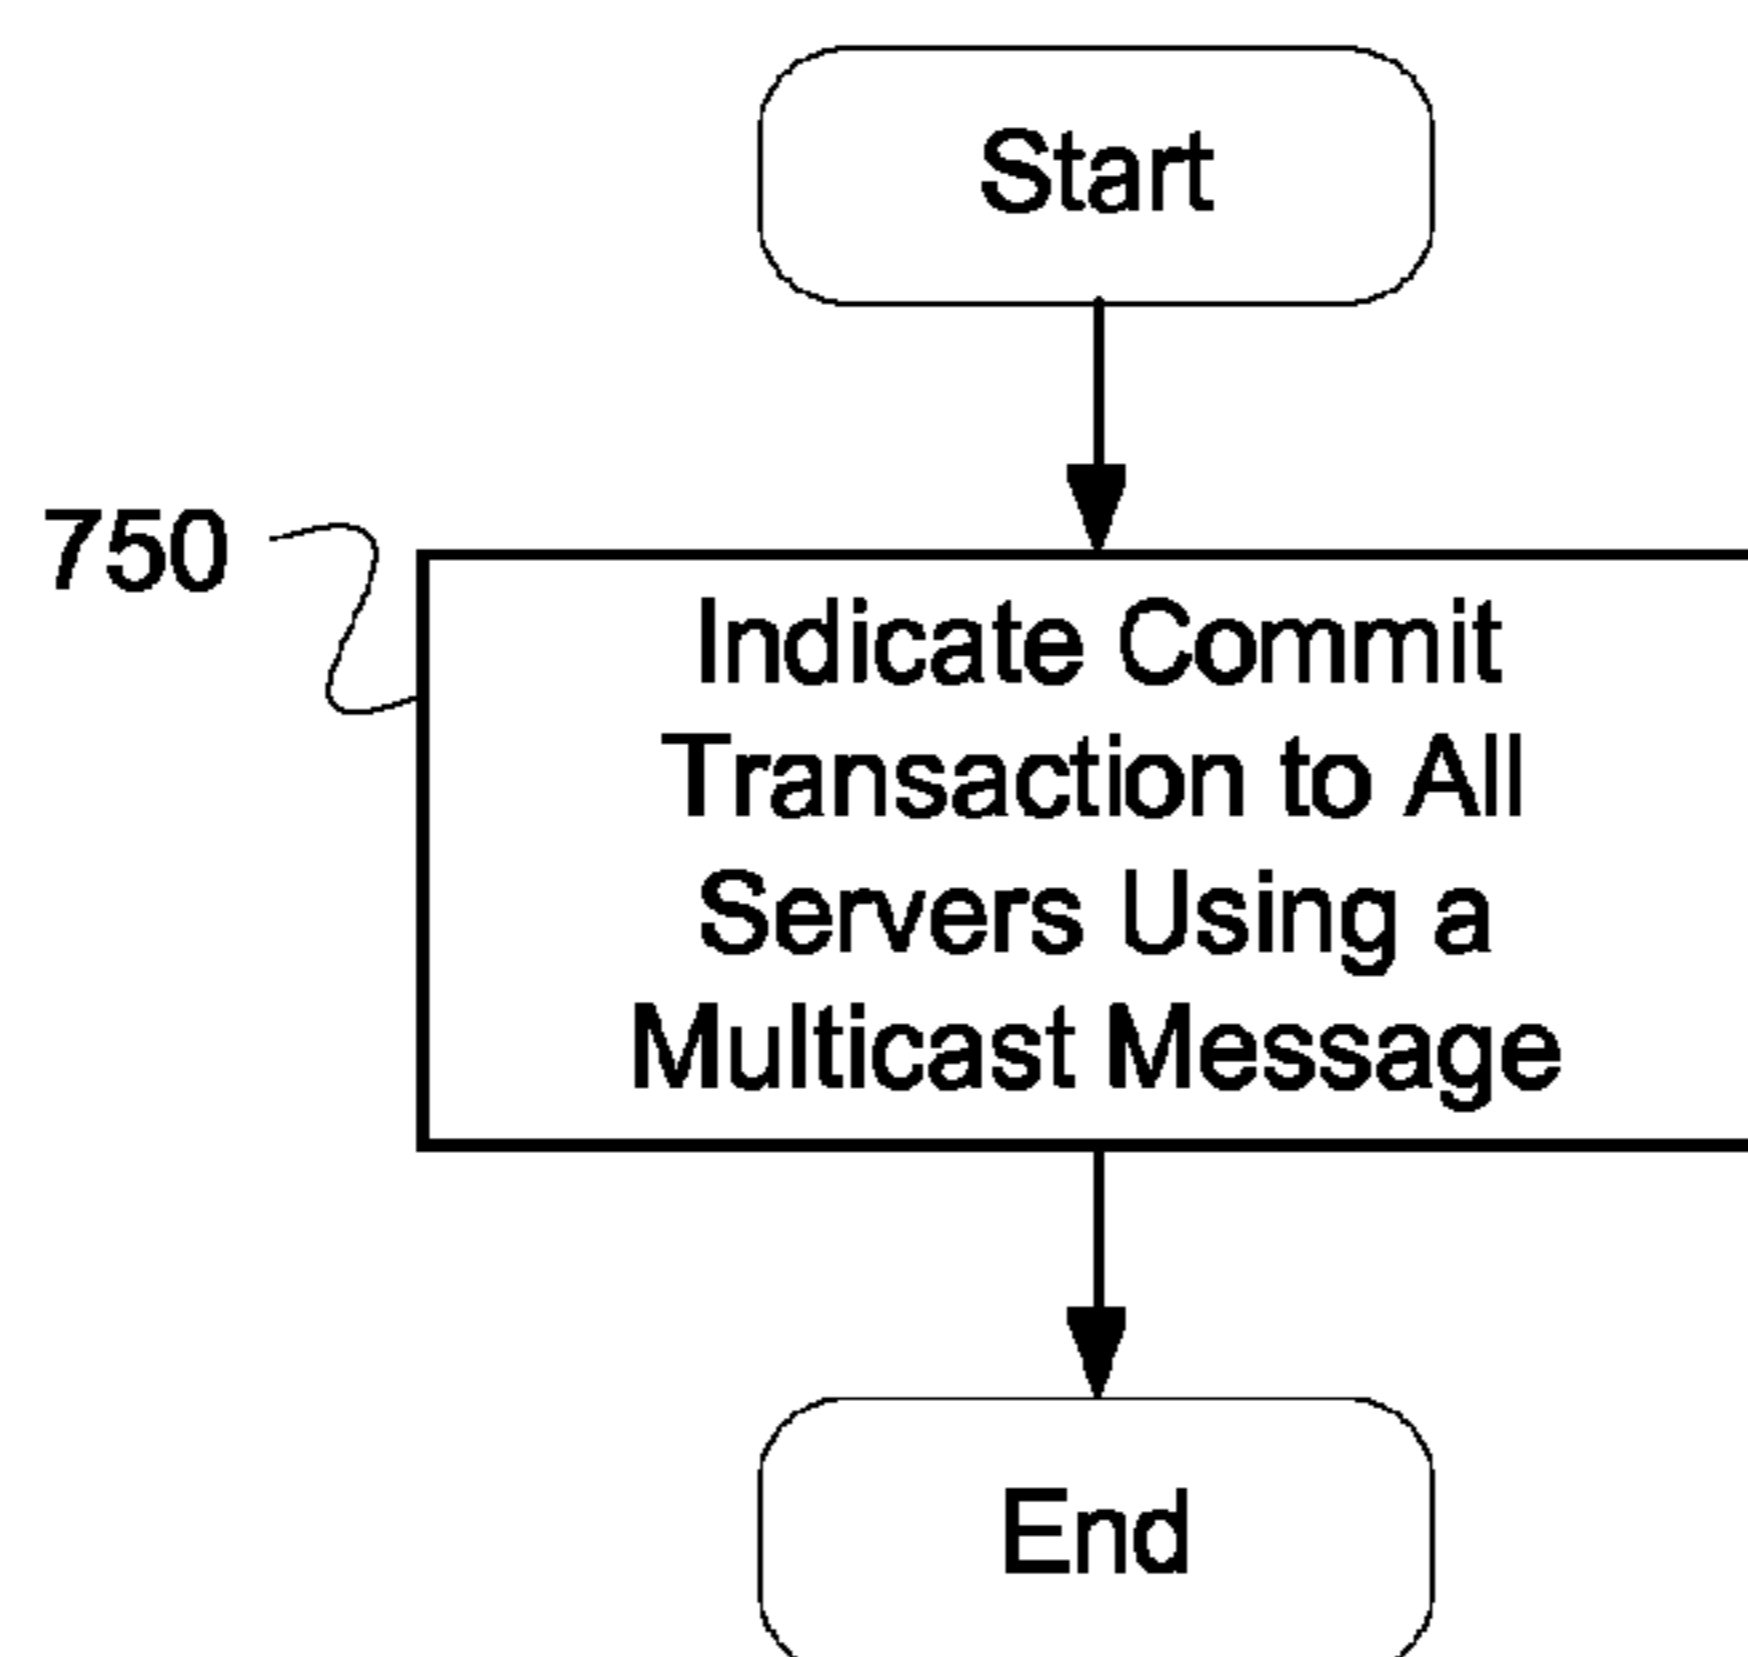 Start
750
Indicate Commit
Transaction to All
Servers Using a
Multicast Message
End